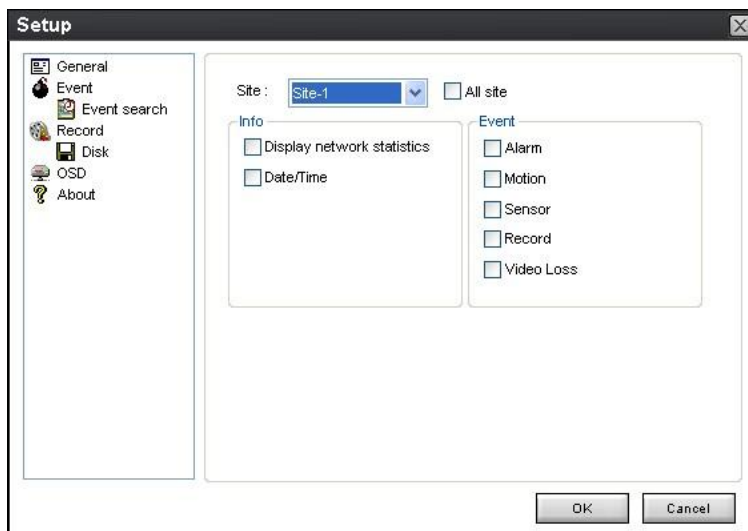 Setup
General
Event
Event search
Record
Disk
OSD
About
Site :
Site-1
All site
Info
Display network statistics
Date/Time
Event
Alarm
Motion
Sensor
Record
Video Loss
OK
Cancel